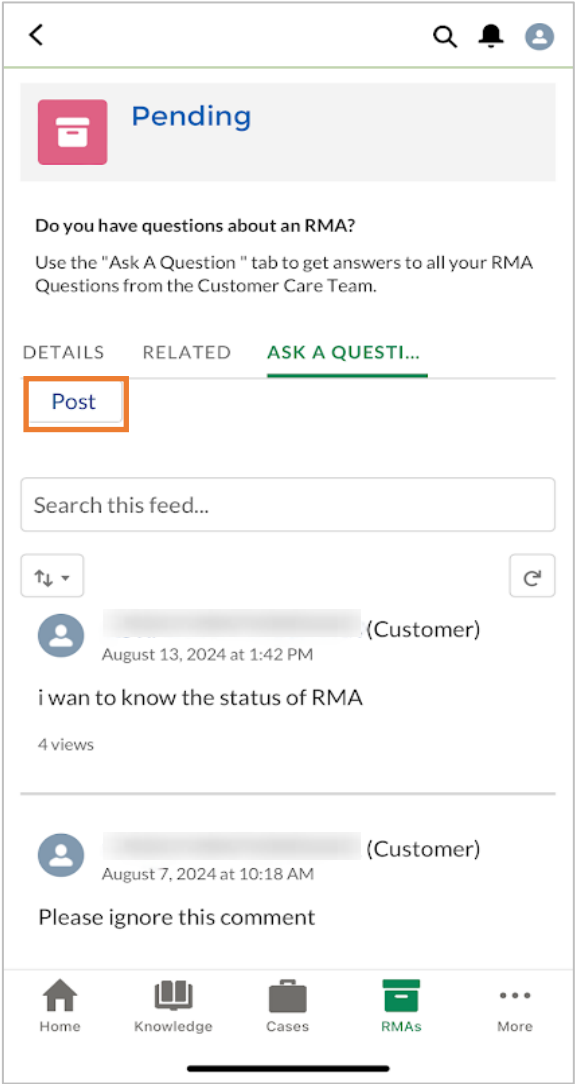 Pending
Do you have questions about an RMA?
Use the "Ask A Question " tab to get answers to all your RMA
Questions from the Customer Care Team.
DETAILS RELATED ASK A QUESTI...
Post
Search this feed...
(Customer)
August 13, 2024 at 1:42 PM
i wan to know the status of RMA
4 views
(Customer)
August 7, 2024 at 10:18 AM
Please ignore this comment
Home Knowledge Cases RMAs More